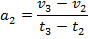 a₂ = (v₃ − v₂) / (t₃ − t₂)